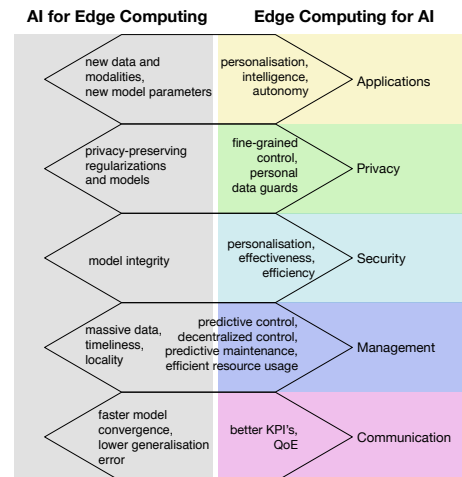 AI for Edge Computing
Edge Computing for AI
new data and
modalities,
new model parameters
personalisation,
intelligence,
autonomy
Applications
privacy-preserving
regularizations
and models
fine-grained
control,
personal
data guards
Privacy
model integrity
personalisation,
effectiveness,
efficiency
Security
massive data,
timeliness,
locality
predictive control,
decentralized control,
predictive maintenance,
efficient resource usage
Management
faster model
convergence,
lower generalisation
error
better KPI's,
QoE
Communication